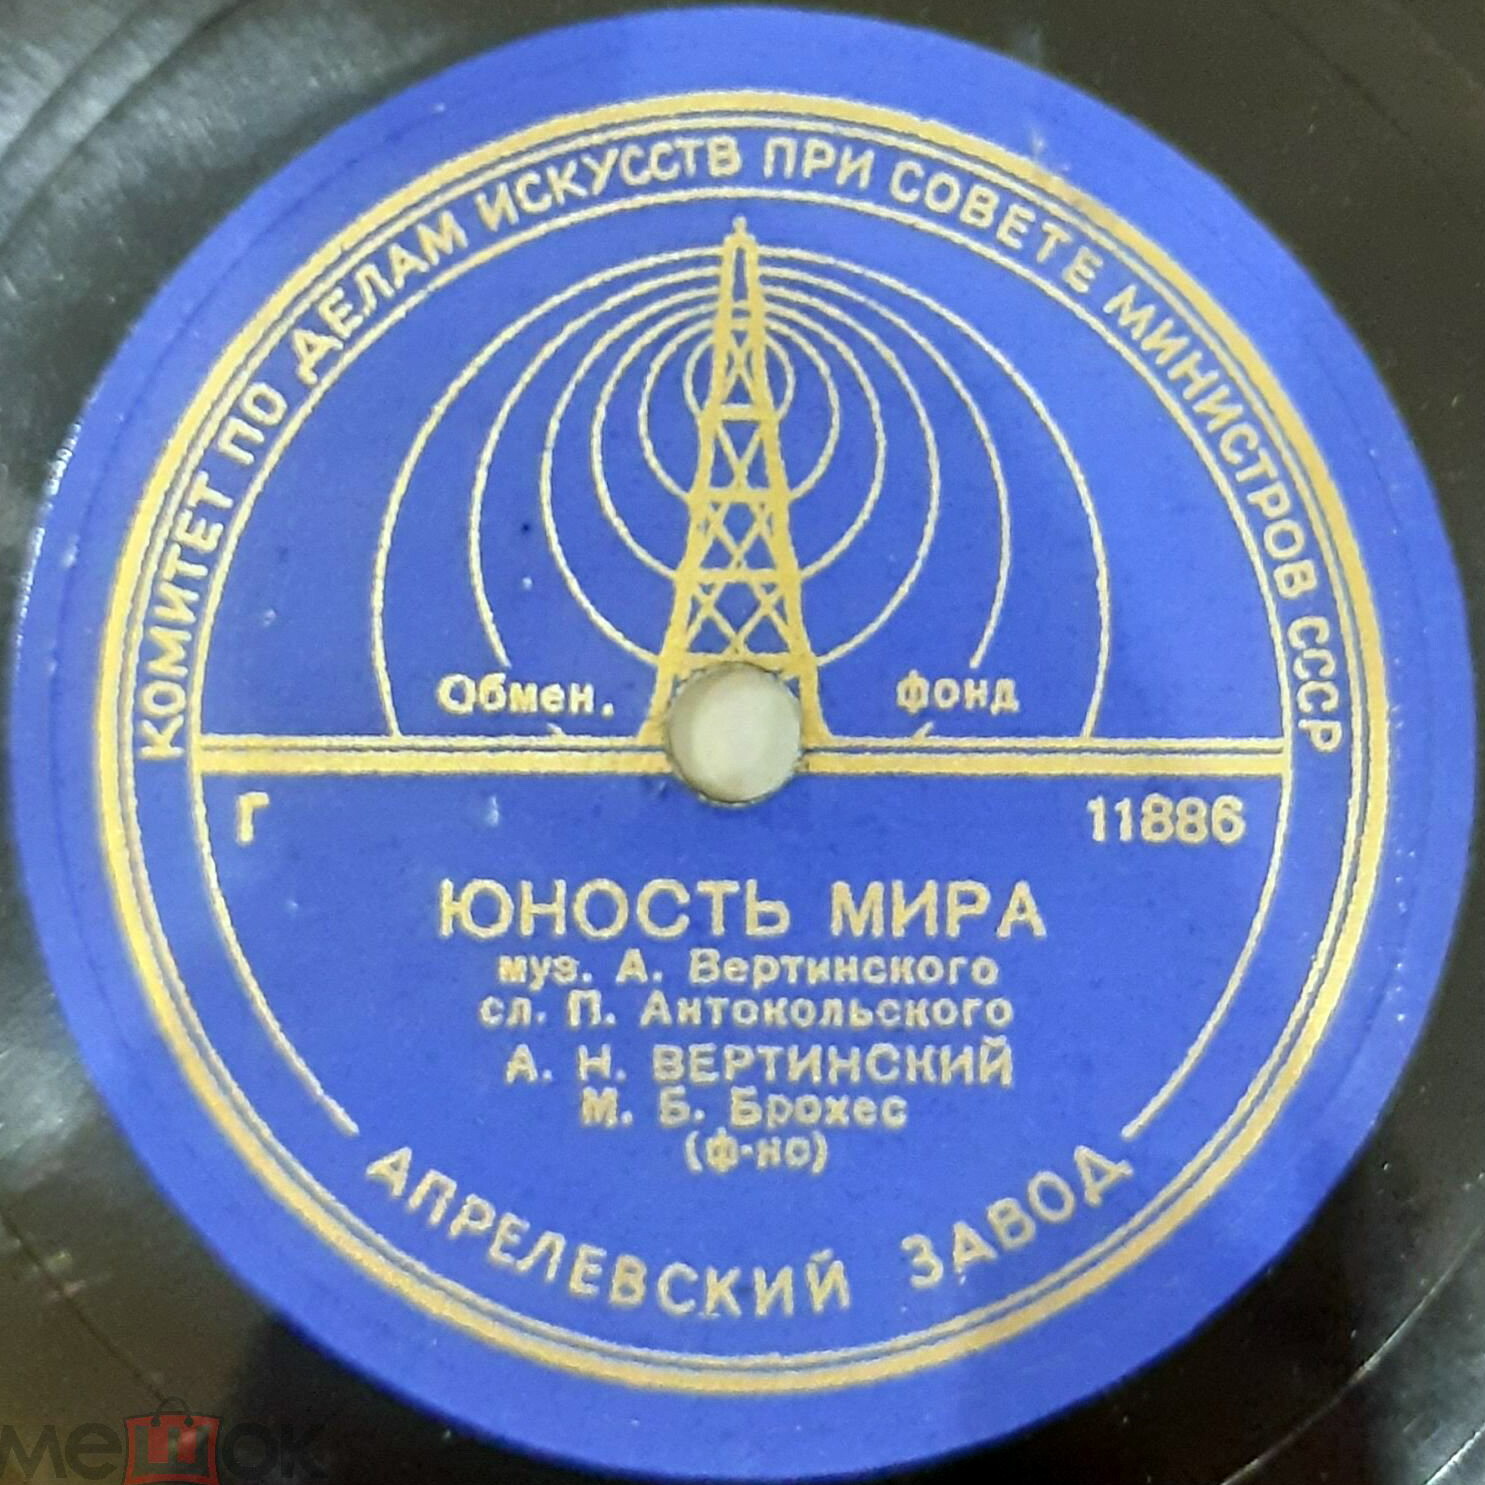 КОМИТЕТ ПО ДЕЛАМ ИСКУССТВ ПРИ СОВЕТЕ МИНИСТРОВ СССР
Обмен. фонд
Г 11886
ЮНОСТЬ МИРА
муз. А. Вертинского
сл. П. Антокольского
А. Н. ВЕРТИНСКИЙ
М. Б. Брохес
(ф-но)
АПРЕЛЕВСКИЙ ЗАВОД
мешок